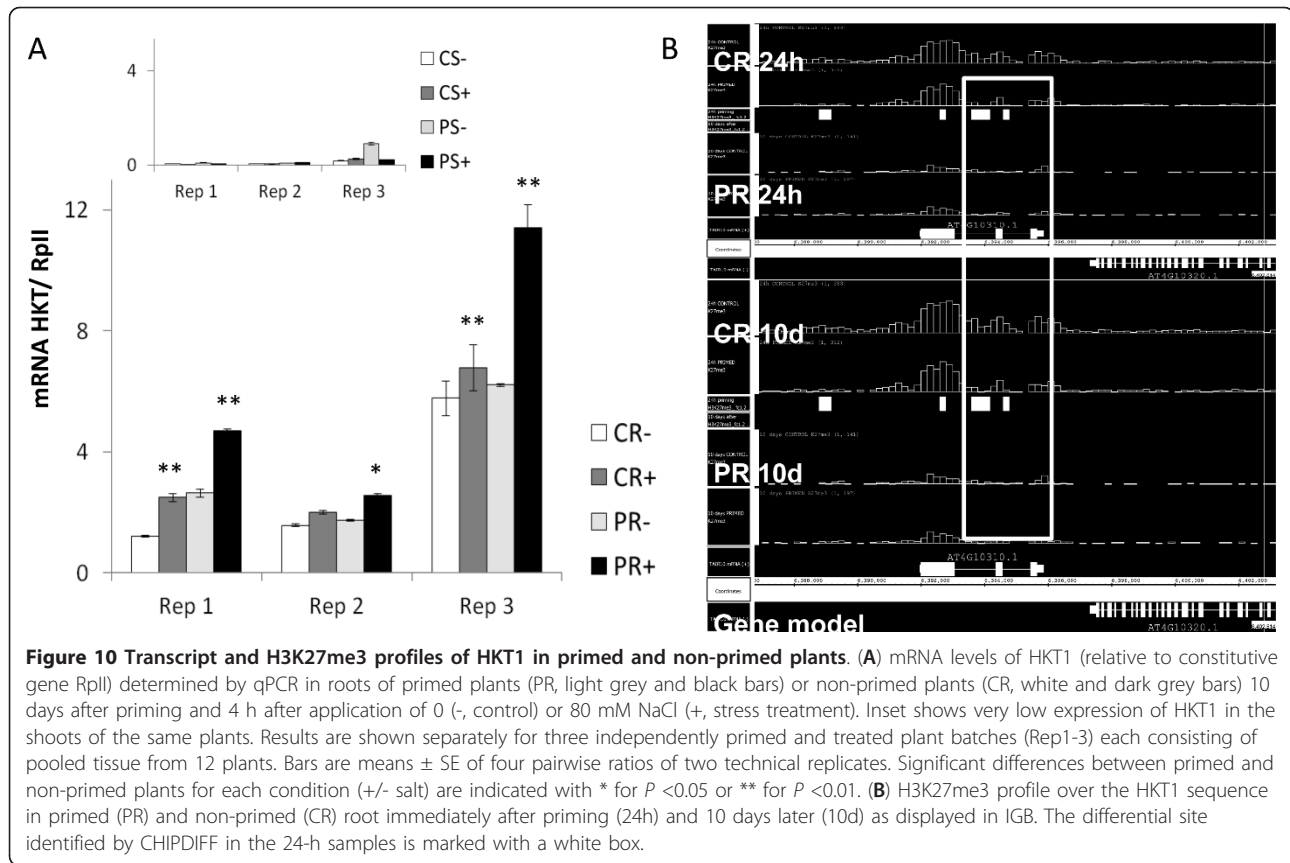 A
4
0
CS-
CS+
PS-
PS+
Rep 1
Rep 2
Rep 3
12
8
4
0
mRNA HKT/ RpII
**
**
*
**
**
CR-
CR+
PR-
PR+
Rep 1
Rep 2
Rep 3
B
CR 24h
PR 24h
AT4G10310.1
Coordinates
AT4G10320.1
CR 10d
PR 10d
AT4G10310.1
Coordinates
Gene model
AT4G10320.1
Figure 10 Transcript and H3K27me3 profiles of HKT1 in primed and non-primed plants. (A) mRNA levels of HKT1 (relative to constitutive
gene RpII) determined by qPCR in roots of primed plants (PR, light grey and black bars) or non-primed plants (CR, white and dark grey bars) 10
days after priming and 4 h after application of 0 (-, control) or 80 mM NaCl (+, stress treatment). Inset shows very low expression of HKT1 in the
shoots of the same plants. Results are shown separately for three independently primed and treated plant batches (Rep1-3) each consisting of
pooled tissue from 12 plants. Bars are means ± SE of four pairwise ratios of two technical replicates. Significant differences between primed and
non-primed plants for each condition (+/- salt) are indicated with * for P <0.05 or ** for P <0.01. (B) H3K27me3 profile over the HKT1 sequence
in primed (PR) and non-primed (CR) root immediately after priming (24h) and 10 days later (10d) as displayed in IGB. The differential site
identified by CHIPDIFF in the 24-h samples is marked with a white box.